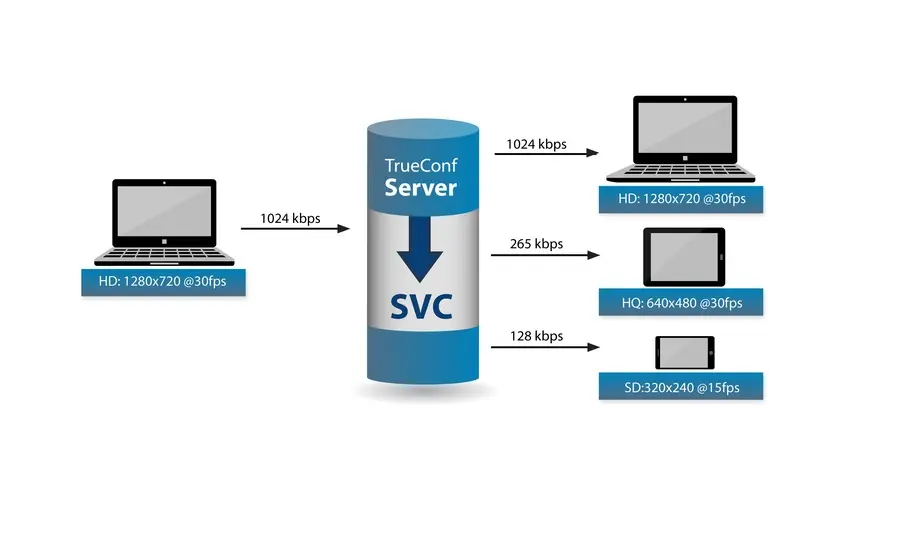 HD: 1280x720 @30fps
1024 kbps
TrueConf
Server
SVC
1024 kbps
HD: 1280x720 @30fps
265 kbps
HQ: 640x480 @30fps
128 kbps
SD:320x240 @15fps